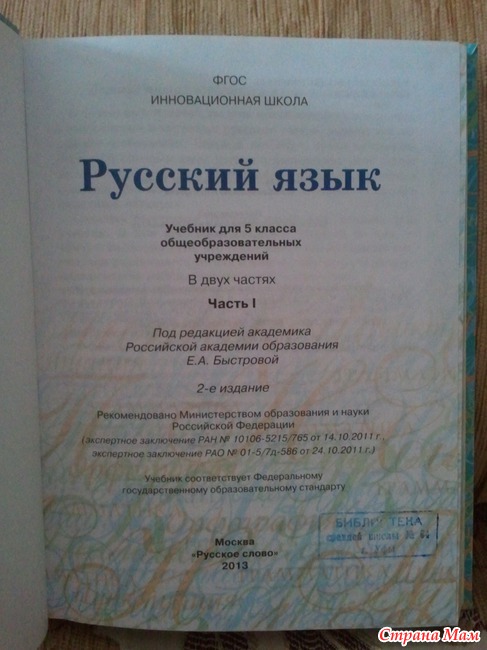 ФГОС
ИННОВАЦИОННАЯ ШКОЛА
Русский язык
Учебник для 5 класса
общеобразовательных
учреждений
В двух частях
Часть I
Под редакцией академика
Российской академии образования
Е.А. Быстровой
2-е издание
Рекомендовано Министерством образования и науки
Российской Федерации
(экспертное заключение РАН № 10106-5215/765 от 14.10.2011 г.,
экспертное заключение РАО № 01-5/7д-586 от 24.10.2011 г.)
Учебник соответствует Федеральному
государственному образовательному стандарту
БИБЛИОТЕКА
средней школы №
Москва
«Русское слово»
2013
Страна Мам